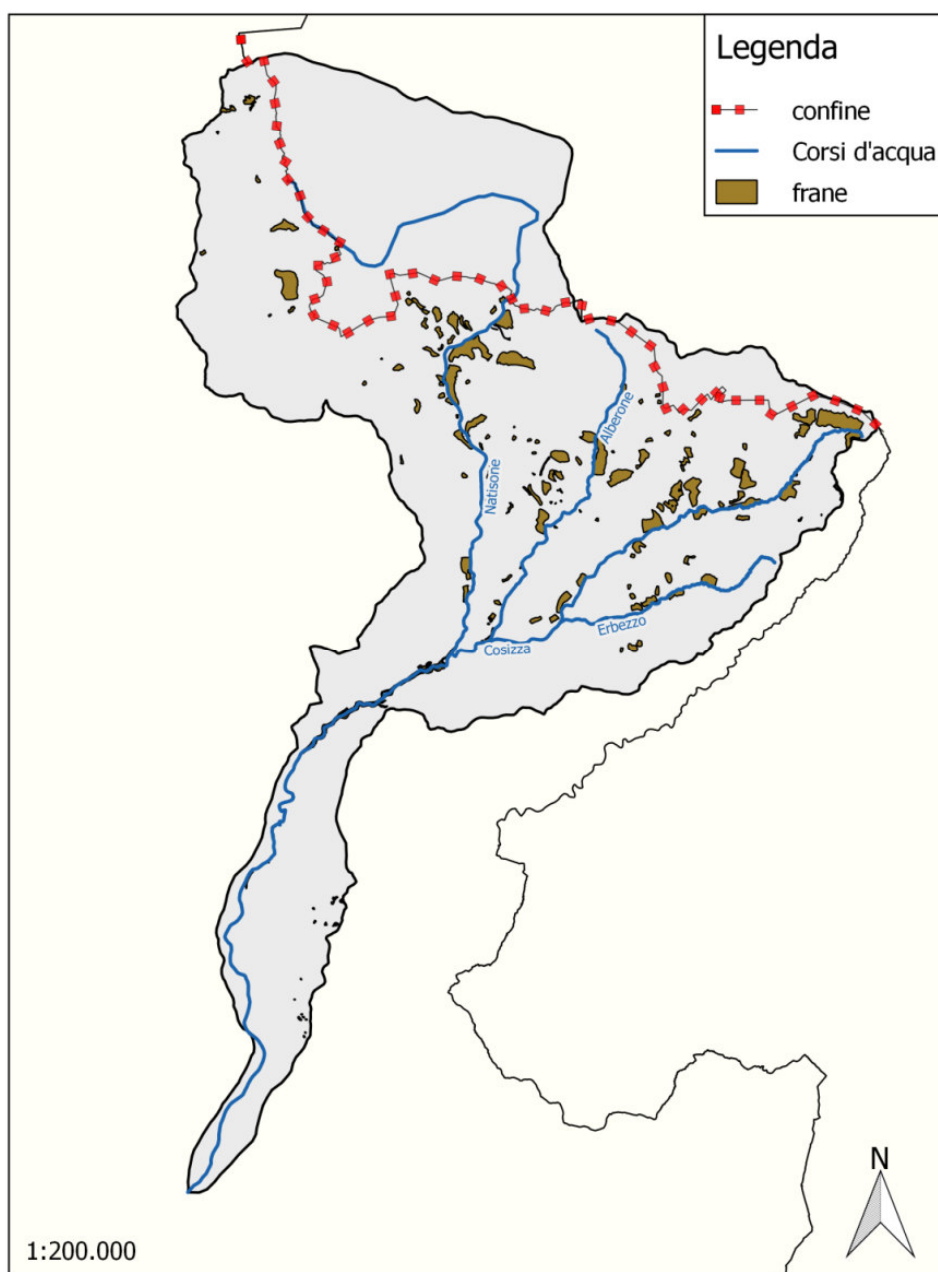 Legenda
confine
Corsi d'acqua
frane
Alberone
Natisone
Erbezzo
Cosizza
N
1:200.000